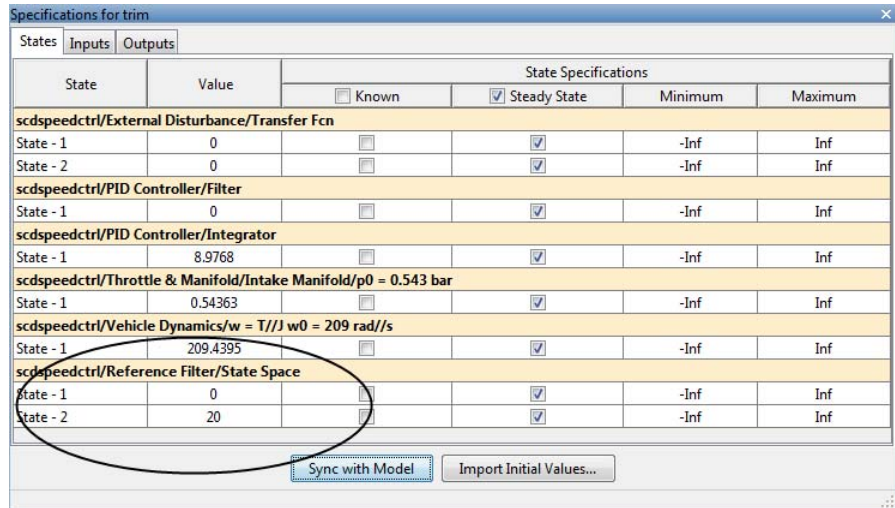 Specifications for trim
States Inputs Outputs
State Value State Specifications
Known Steady State Minimum Maximum
scdspeedctrl/External Disturbance/Transfer Fcn
State - 1 0 -Inf Inf
State - 2 0 -Inf Inf
scdspeedctrl/PID Controller/Filter
State - 1 0 -Inf Inf
scdspeedctrl/PID Controller/Integrator
State - 1 8.9768 -Inf Inf
scdspeedctrl/Throttle & Manifold/Intake Manifold/p0 = 0.543 bar
State - 1 0.54363 -Inf Inf
scdspeedctrl/Vehicle Dynamics/w = T//J w0 = 209 rad//s
State - 1 209.4395 -Inf Inf
scdspeedctrl/Reference Filter/State Space
State - 1 0 -Inf Inf
State - 2 20 -Inf Inf
Sync with Model Import Initial Values...